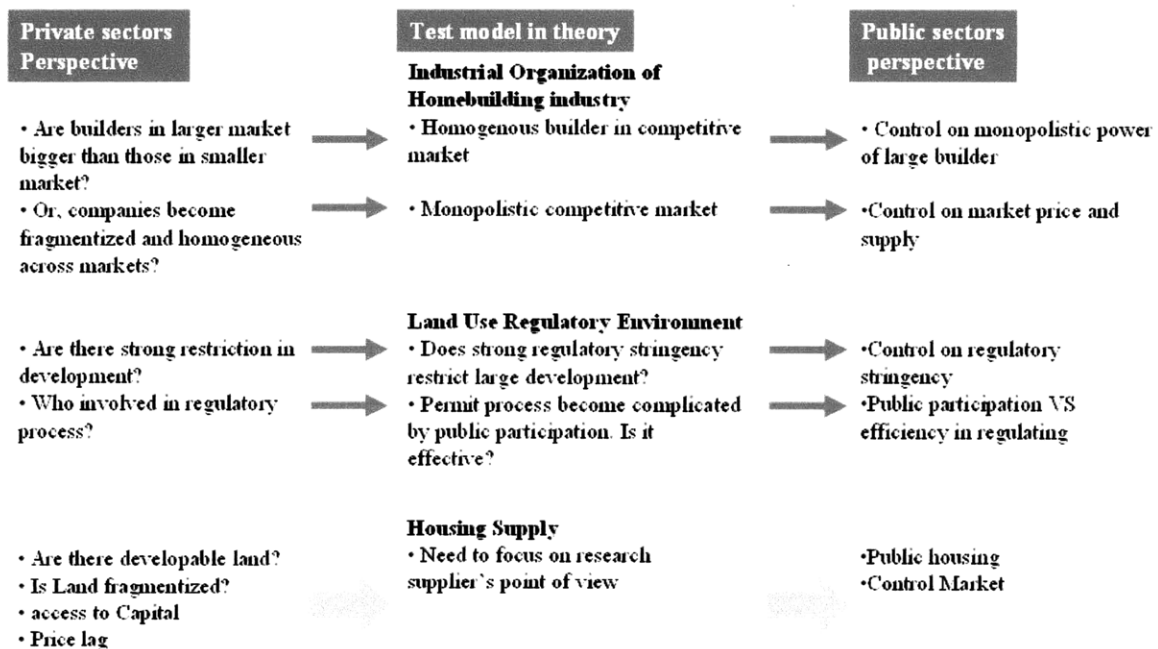 Private sectors
Perspective
Test model in theory
Public sectors
perspective
Industrial Organization of
Homebuilding industry
• Are builders in larger market
bigger than those in smaller
market?
• Or, companies become
fragmentized and homogeneous
across markets?
• Homogenous builder in competitive
market
• Monopolistic competitive market
• Control on monopolistic power
of large builder
•Control on market price and
supply
Land Use Regulatory Environment
• Are there strong restriction in
development?
• Who involved in regulatory
process?
• Does strong regulatory stringency
restrict large development?
• Permit process become complicated
by public participation. Is it
effective?
•Control on regulatory
stringency
•Public participation VS
efficiency in regulating
Housing Supply
• Are there developable land?
• Is Land fragmentized?
• access to Capital
• Price lag
• Need to focus on research
supplier`s point of view
•Public housing
•Control Market